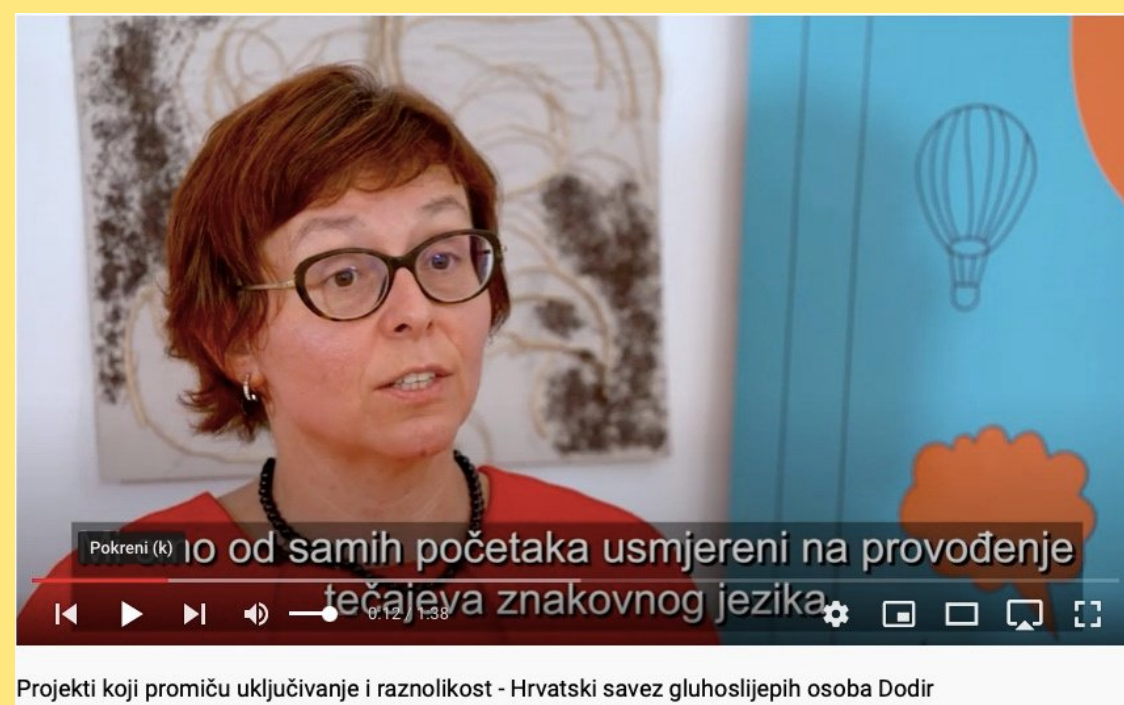 no od samih početaka usmjereni na provođenje
Pokreni (k)
tečajeva znakovnog jezika.
0:12 / 1:38
Projekti koji promiču uključivanje i raznolikost - Hrvatski savez gluhoslijepih osoba Dodir